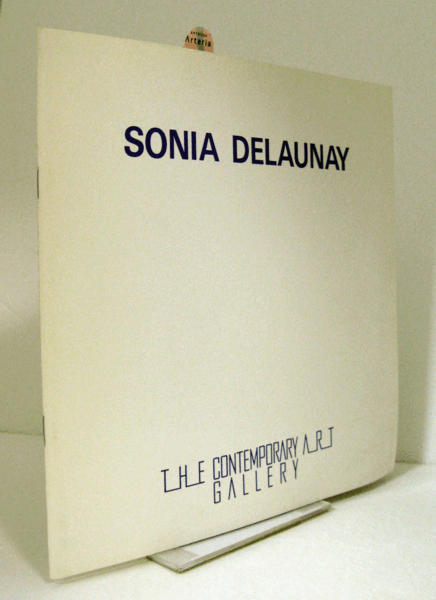 Arteria
SONIA DELAUNAY
THE CONTEMPORARY ART
GALLERY